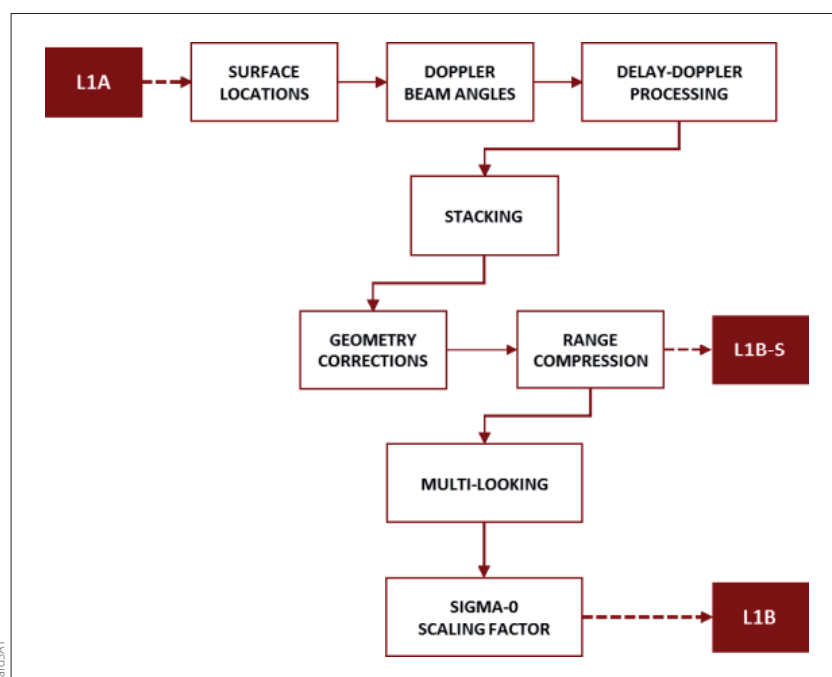 L1A
SURFACE
LOCATIONS
DOPPLER
BEAM ANGLES
DELAY-DOPPLER
PROCESSING
STACKING
GEOMETRY
CORRECTIONS
RANGE
COMPRESSION
L1B-S
MULTI-LOOKING
SIGMA-0
SCALING FACTOR
L1B